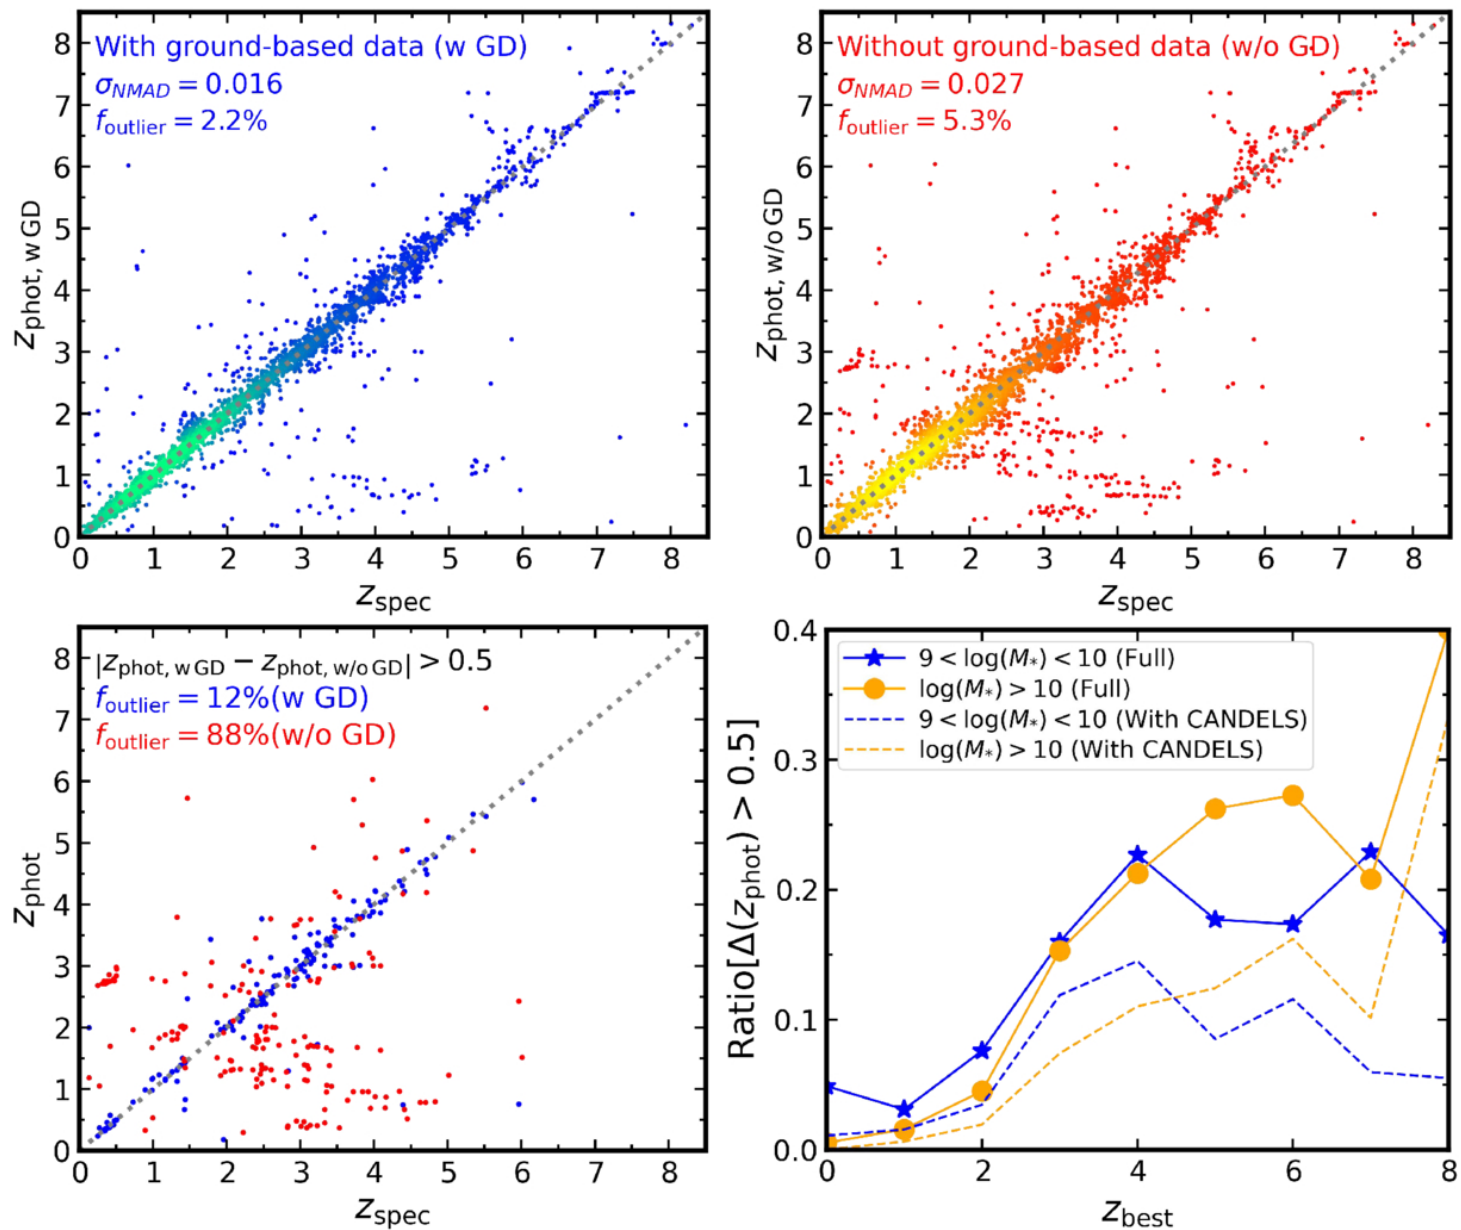 With ground-based data (w GD)
σNMAD = 0.016
foutlier = 2.2%
8
7
6
5
4
3
2
1
0
zphot, w GD
0 1 2 3 4 5 6 7 8
zspec
Without ground-based data (w/o GD)
σNMAD = 0.027
foutlier = 5.3%
8
7
6
5
4
3
2
1
0
zphot, w/o GD
0 1 2 3 4 5 6 7 8
zspec
|zphot, w GD − zphot, w/o GD| > 0.5
foutlier = 12%(w GD)
foutlier = 88%(w/o GD)
8
7
6
5
4
3
2
1
0
zphot
0 1 2 3 4 5 6 7 8
zspec
9 < log(M*) < 10 (Full)
log(M*) > 10 (Full)
9 < log(M*) < 10 (With CANDELS)
log(M*) > 10 (With CANDELS)
0.4
0.3
0.2
0.1
0.0
Ratio[Δ(zphot) > 0.5]
0 2 4 6 8
zbest